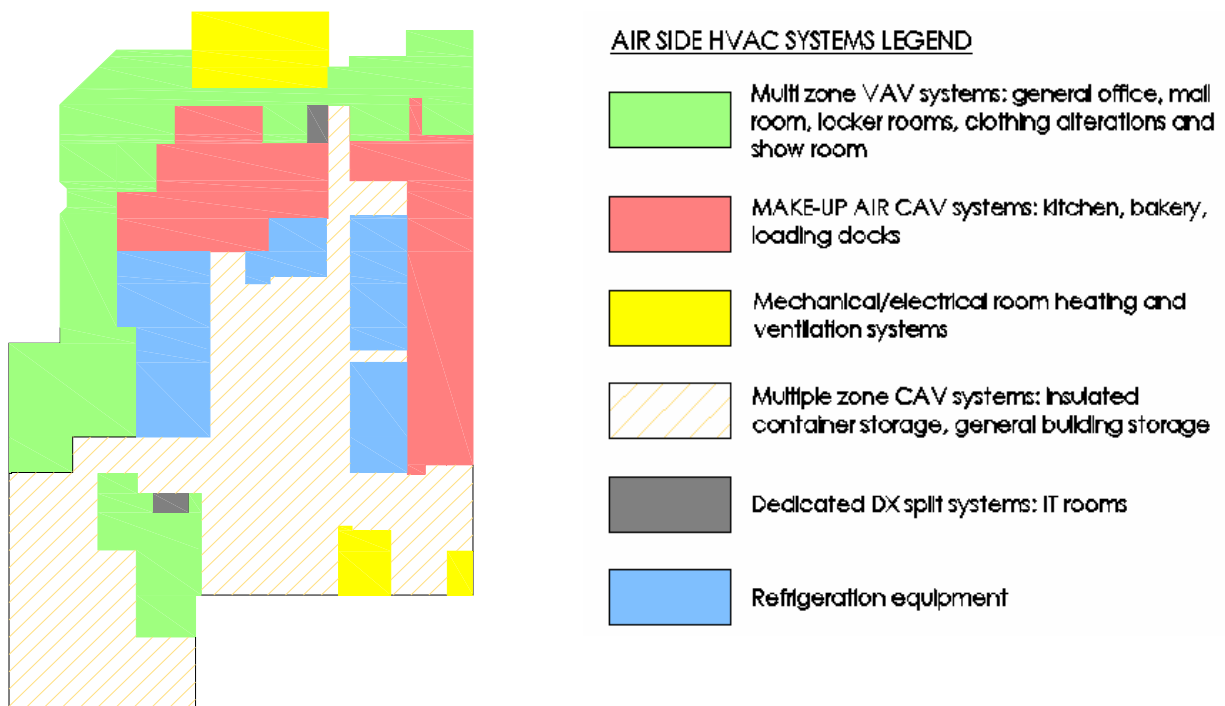 AIR SIDE HVAC SYSTEMS LEGEND
Multi zone VAV systems: general office, mail
room, locker rooms, clothing alterations and
show room
MAKE-UP AIR CAV systems: kitchen, bakery,
loading docks
Mechanical/electrical room heating and
ventilation systems
Multiple zone CAV systems: insulated
container storage, general building storage
Dedicated DX split systems: IT rooms
Refrigeration equipment